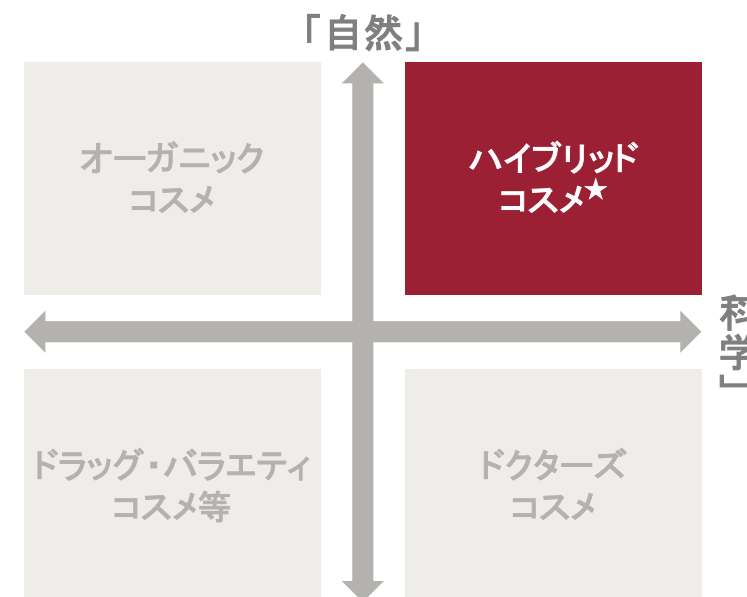 「自然」
オーガニック
コスメ
ハイブリッド
コスメ★
科
学
」
ドラッグ・バラエティ
コスメ等
ドクターズ
コスメ